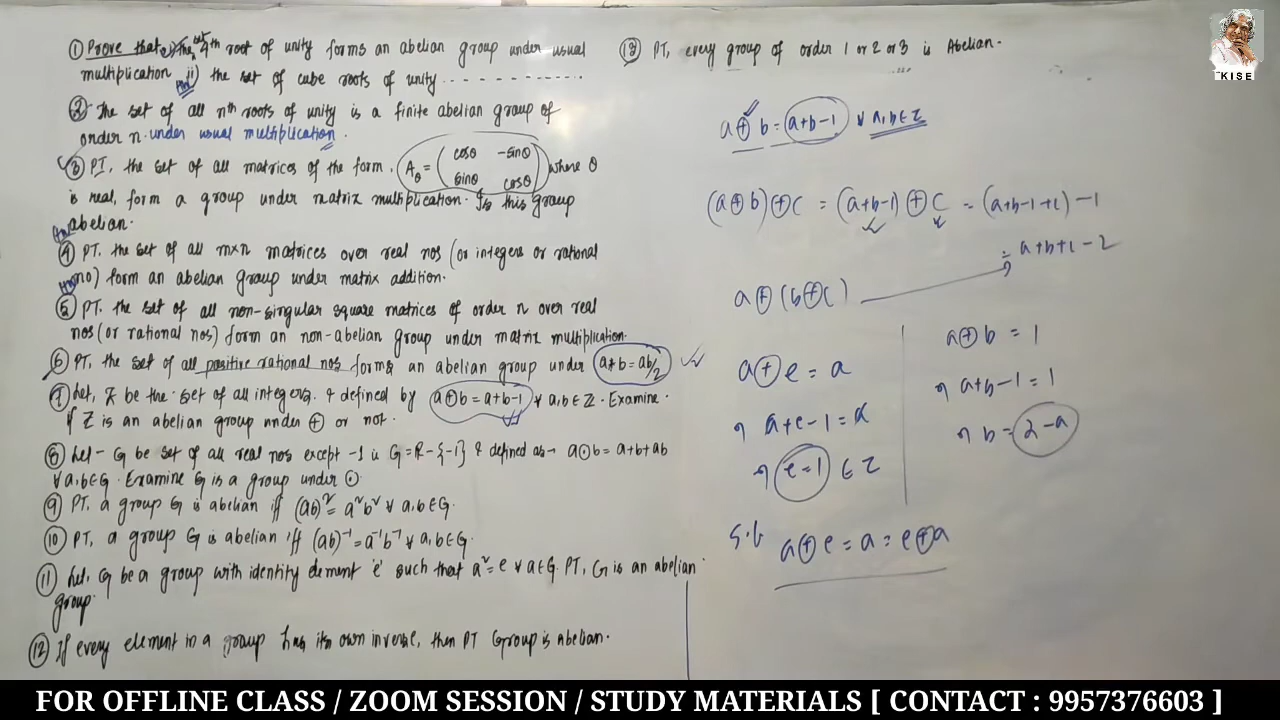 ① Prove that i) The 4th root of unity forms an abelian group under usual
multiplication ii) the set of cube roots of unity - - - - - - - - - - - - -
② The set of all nth roots of unity is a finite abelian group of
order n under usual multiplication.
③ PT, the set of all matrices of the form. Aθ = ( cosθ -sinθ
sinθ cosθ ) where θ
is real, form a group under matrix multiplication. Is this group
abelian.
④ PT, the set of all m×n matrices over real nos (or integers or rational
no) form an abelian group under matrix addition.
⑤ PT, the set of all non-singular square matrices of order n over real
nos (or rational nos) form an non-abelian group under matrix multiplication.
⑥ PT, the set of all positive rational nos forms an abelian group under a*b = ab/2
⑦ Let, Z be the set of all integers & defined by a⊕b = a+b-1 ∀ a,b∈Z. Examine.
if Z is an abelian group under ⊕ or not.
⑧ Let- G be set of all real nos except -1 ie G=R-{-1} & defined as→ a⊙b = a+b+ab
∀ a,b∈G. Examine G is a group under ⊙.
⑨ PT, a group G is abelian iff (ab)² = a²b² ∀ a,b∈G.
⑩ PT, a group G is abelian iff (ab)⁻¹ = a⁻¹b⁻¹ ∀ a,b∈G.
⑪ Let, G be a group with identity element 'e' such that a² = e ∀ a∈G. PT, G is an abelian
group.
⑫ If every element in a group has its own inverse, then PT Group is Abelian.
⑬ PT, every group of order 1 or 2 or 3 is Abelian.
a⊕b = a+b-1 ∀ a,b∈Z
(a⊕b)⊕c = (a+b-1)⊕c = (a+b-1+c)-1
= a+b+c-2
a⊕(b⊕c)
a⊕e = a
⇒ a+e-1 = a
⇒ e=1 ∈ Z
a⊕b = 1
⇒ a+b-1 = 1
⇒ b = 2-a
a⊕e = a = e⊕a
KISE
FOR OFFLINE CLASS / ZOOM SESSION / STUDY MATERIALS [ CONTACT : 9957376603 ]